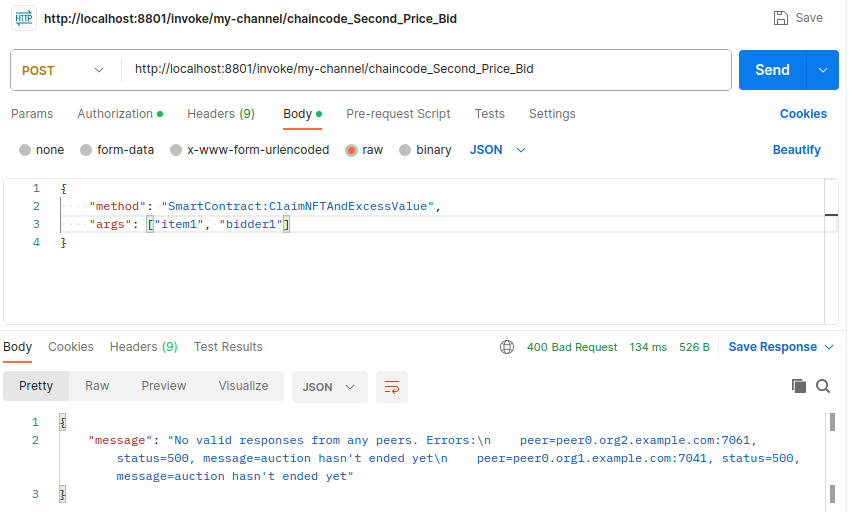 HTTP http://localhost:8801/invoke/my-channel/chaincode_Second_Price_Bid Save
POST http://localhost:8801/invoke/my-channel/chaincode_Second_Price_Bid Send
Params Authorization Headers (9) Body Pre-request Script Tests Settings Cookies
none form-data x-www-form-urlencoded raw binary JSON Beautify
1 {
2 "method": "SmartContract:ClaimNFTAndExcessValue",
3 "args": ["item1", "bidder1"]
4 }
Body Cookies Headers (9) Test Results 400 Bad Request 134 ms 526 B Save Response
Pretty Raw Preview Visualize JSON
1 {
2 "message": "No valid responses from any peers. Errors:\n    peer=peer0.org2.example.com:7061,
status=500, message=auction hasn't ended yet\n    peer=peer0.org1.example.com:7041, status=500,
message=auction hasn't ended yet"
3 }